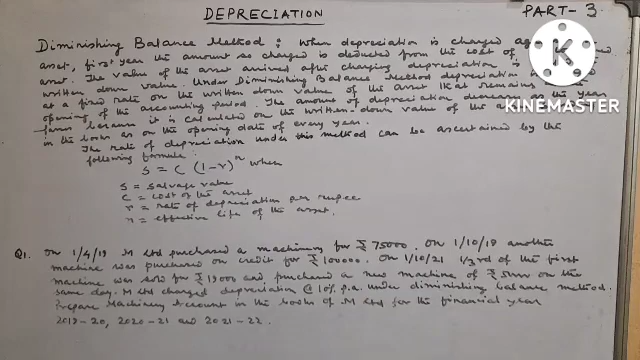 DEPRECIATION
PART- 3
Diminishing Balance Method : When depreciation is charged
asset, first year the amount so charged is deducted from the cost of
asset. The value of the asset arrived after charging depreciation
written down value. Under Diminishing Balance Method depreciation
at a fixed rate on the written down value of the asset that remains
opening of the accounting period. The amount of depreciation decrease as the year
passes because it is calculated on the written-down value of the
in the books as on the opening date of every year.
The rate of depreciation under this method can be ascertained by the
following formula :
S = C (1-r)^n when
S = salvage value
C = cost of the asset
r = rate of depreciation per rupee
n = effective life of the asset.
Q1. On 1/4/19 M Ltd purchased a machinery for ₹ 75000. On 1/10/19 another
machine was purchased on credit for ₹ 100000. On 1/10/21 1/3rd of the first
machine was sold for ₹ 19000 and purchased a new machine of ₹ on the
same day. M Ltd charged depreciation @ 10% p.a. under diminishing balance method.
Prepare Machinery Account in the books of M Ltd for the financial year
2019-20, 2020-21 and 2021-22.
KINEMASTER